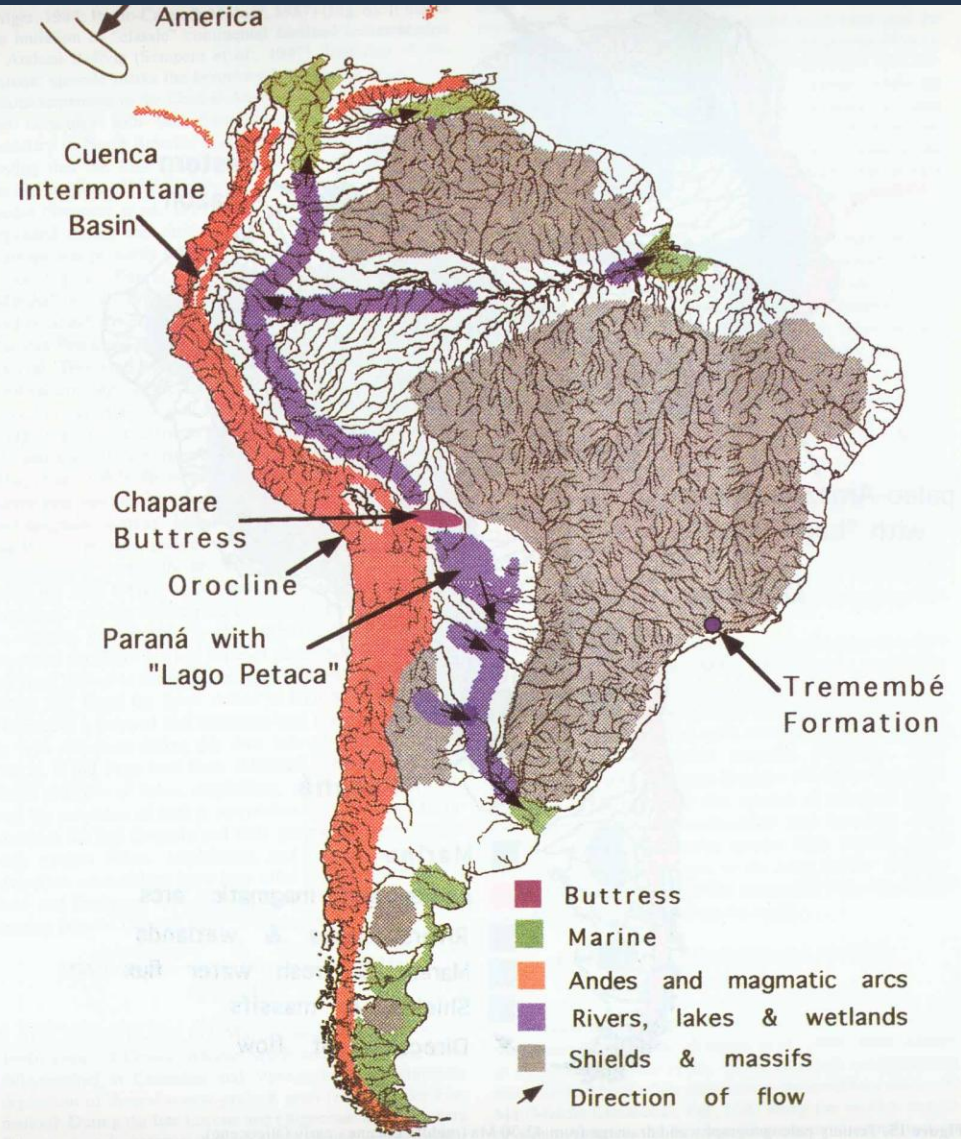 America
Cuenca
Intermontane
Basin
Chapare
Buttress
Orocline
Paraná with
"Lago Petaca"
Tremembé
Formation
Buttress
Marine
Andes and magmatic arcs
Rivers, lakes & wetlands
Shields & massifs
Direction of flow